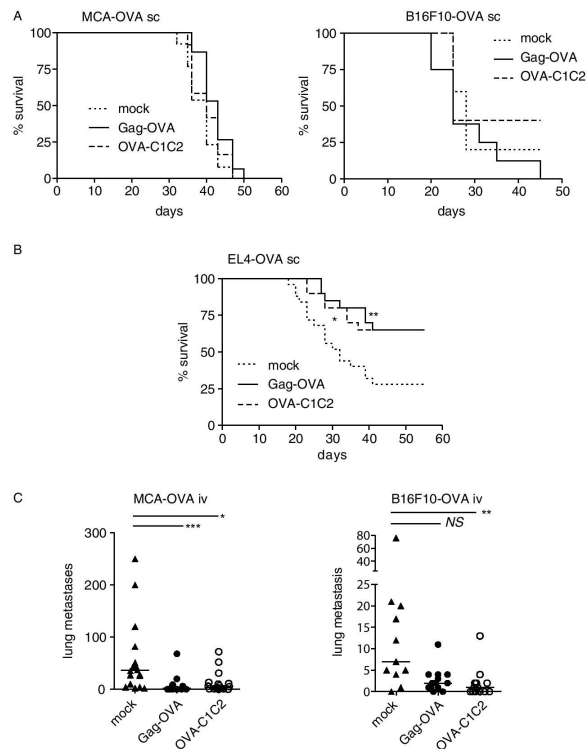 A
MCA-OVA sc
100
75
50
25
0
% survival
mock
Gag-OVA
OVA-C1C2
0 10 20 30 40 50 60
days
B16F10-OVA sc
100
75
50
25
0
% survival
mock
Gag-OVA
OVA-C1C2
0 10 20 30 40 50
days
B
EL4-OVA sc
100
75
50
25
0
% survival
* **
mock
Gag-OVA
OVA-C1C2
0 10 20 30 40 50 60
days
C
MCA-OVA iv
*
***
300
200
100
0
lung metastases
mock
Gag-OVA
OVA-C1C2
B16F10-OVA iv
**
NS
80
60
40
25
20
15
10
5
0
lung metastasis
mock
Gag-OVA
OVA-C1C2